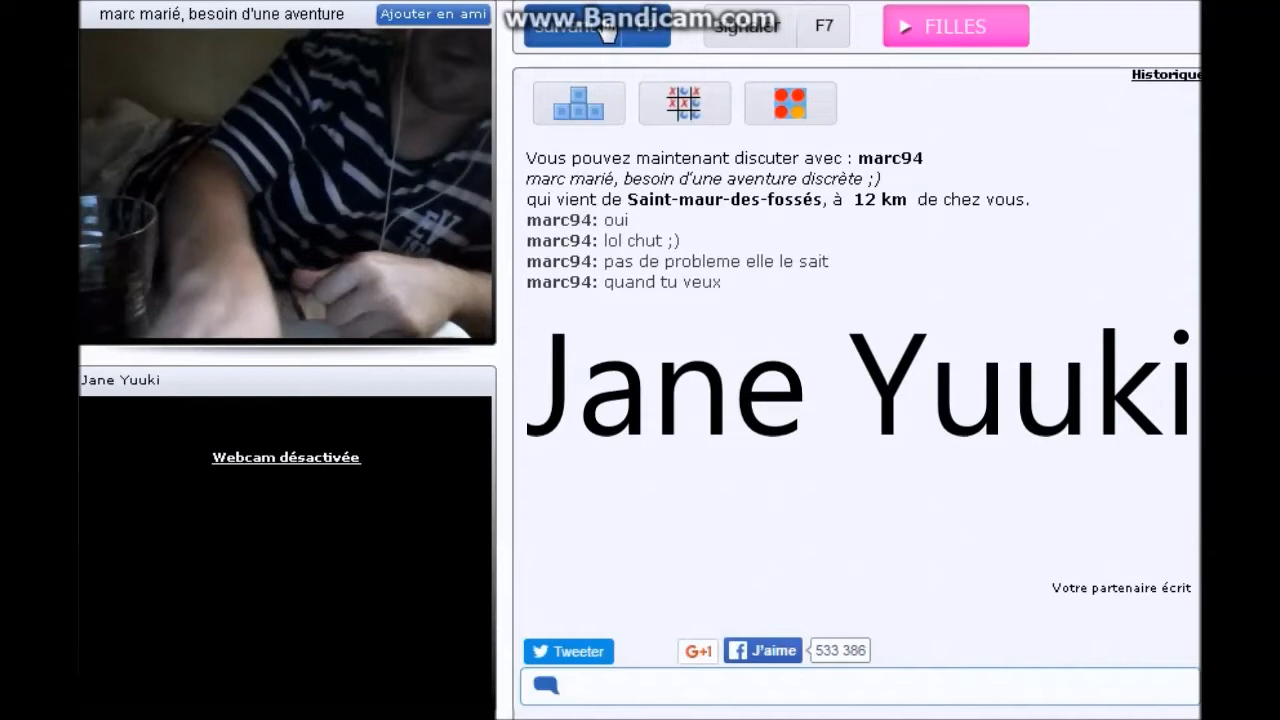 marc marié, besoin d'une aventure
Ajouter en ami
www.Bandicam.com
Suivant
Signaler F7
FILLES
Historique
Vous pouvez maintenant discuter avec : marc94
marc marié, besoin d'une aventure discrète ;)
qui vient de Saint-maur-des-fossés, à 12 km de chez vous.
marc94: oui
marc94: lol chut ;)
marc94: pas de probleme elle le sait
marc94: quand tu veux
Jane Yuuki
Jane Yuuki
Webcam désactivée
Votre partenaire écrit
Tweeter
G+1
J'aime
533 386